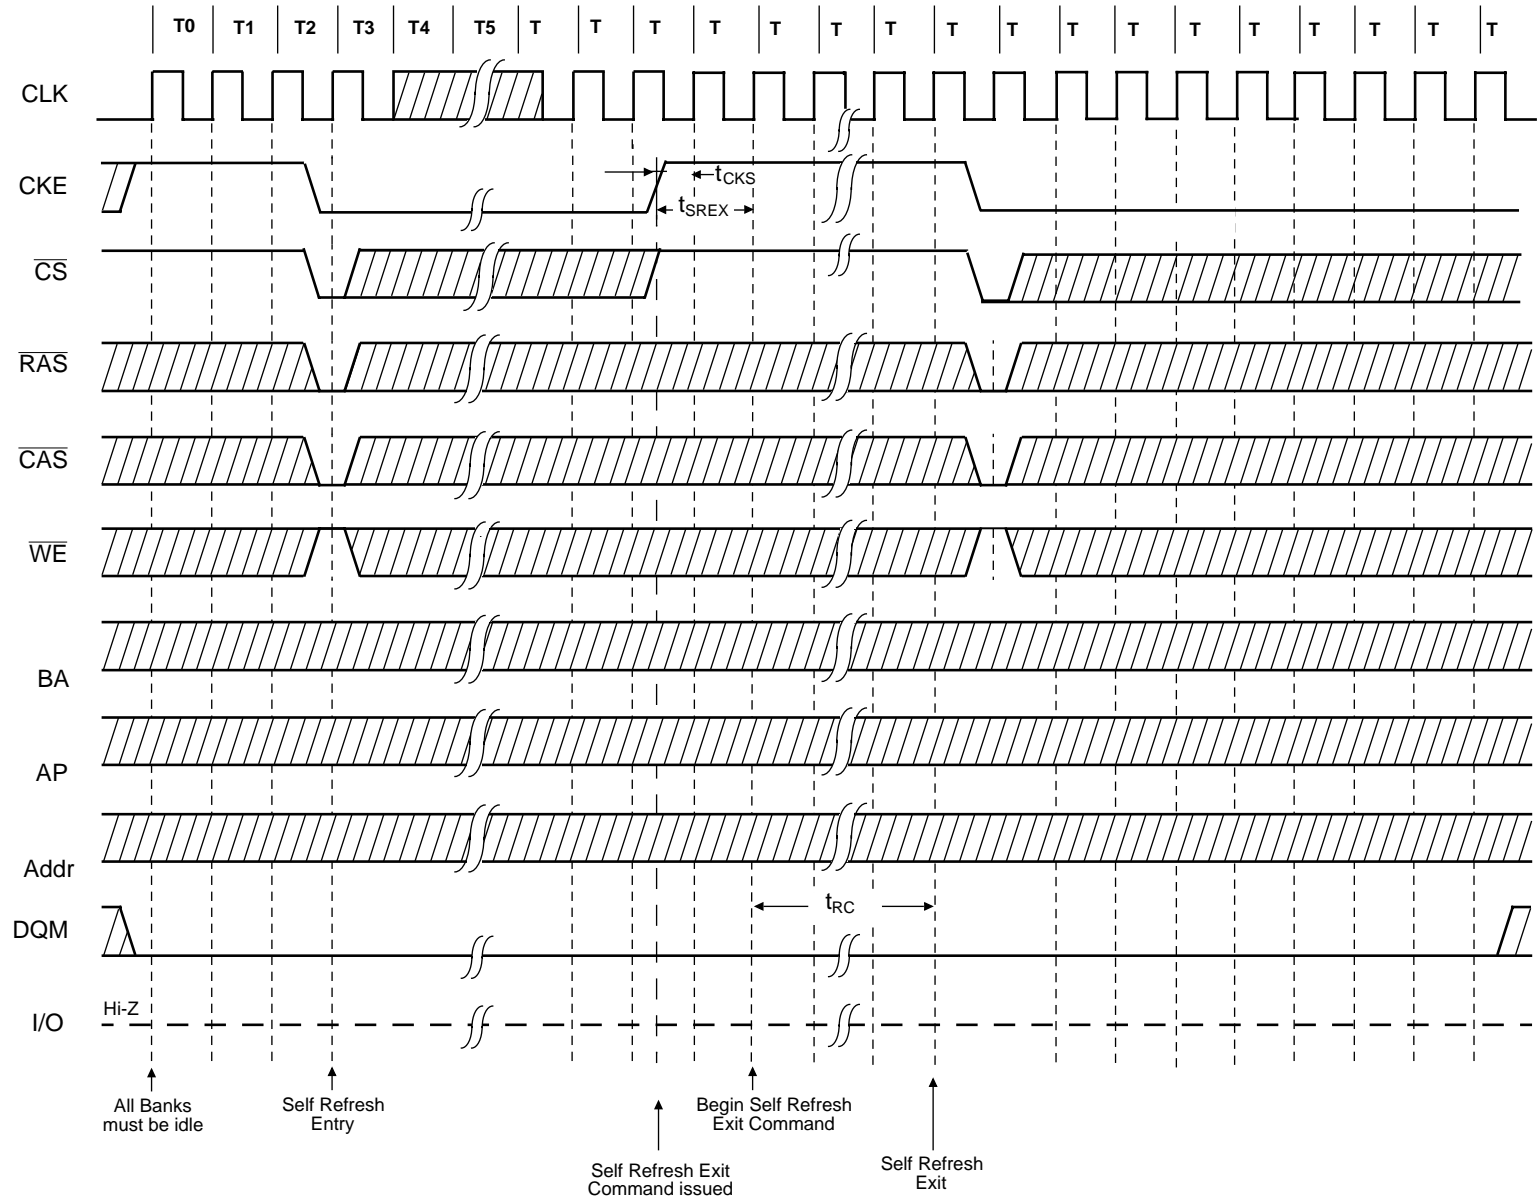 T0 T1 T2 T3 T4 T5 T T T T T T T T T T T T T T T T T
CLK
CKE
tCKS
tSREX
CS
RAS
CAS
WE
BA
AP
Addr
tRC
DQM
Hi-Z
I/O
All Banks
must be idle
Self Refresh
Entry
Begin Self Refresh
Exit Command
Self Refresh Exit
Command issued
Self Refresh
Exit